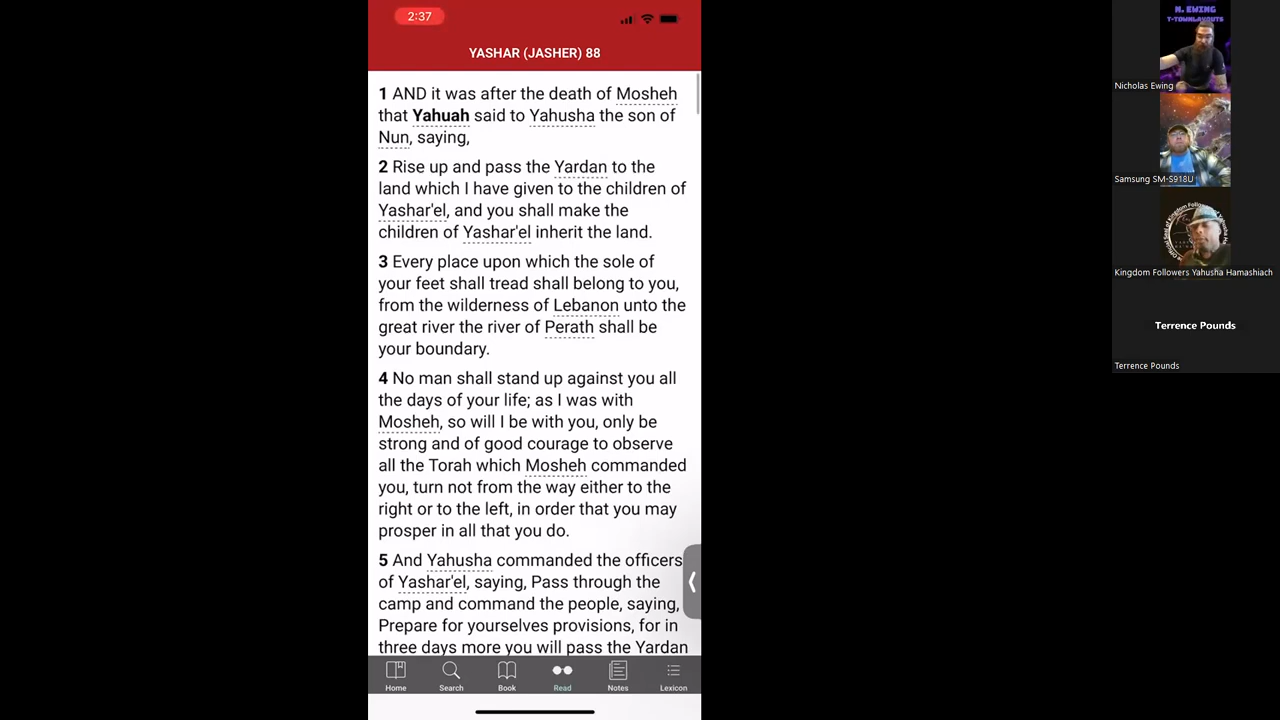 2:37
YASHAR (JASHER) 88
1 AND it was after the death of Mosheh
that Yahuah said to Yahusha the son of
Nun, saying,
2 Rise up and pass the Yardan to the
land which I have given to the children of
Yashar'el, and you shall make the
children of Yashar'el inherit the land.
3 Every place upon which the sole of
your feet shall tread shall belong to you,
from the wilderness of Lebanon unto the
great river the river of Perath shall be
your boundary.
4 No man shall stand up against you all
the days of your life; as I was with
Mosheh, so will I be with you, only be
strong and of good courage to observe
all the Torah which Mosheh commanded
you, turn not from the way either to the
right or to the left, in order that you may
prosper in all that you do.
5 And Yahusha commanded the officers
of Yashar'el, saying, Pass through the
camp and command the people, saying,
Prepare for yourselves provisions, for in
three days more you will pass the Yardan
Home
Search
Book
Read
Notes
Lexicon
N. EWING
T-TOWNLAYOUTS
Nicholas Ewing
Samsung SM-S918U
Kingdom Followers Yahusha Hamashiach
Terrence Pounds
Terrence Pounds